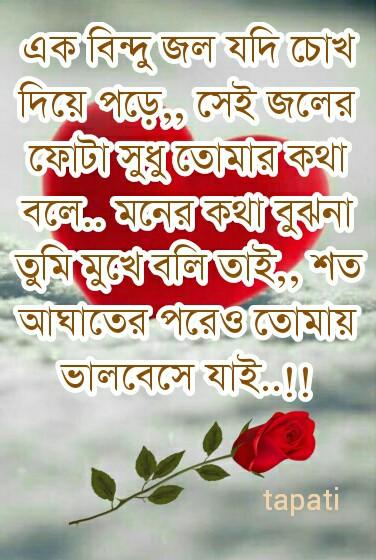 এক বিন্দু জল যদি চোখ
দিয়ে পড়ে,, সেই জলের
ফোটা সুধু তোমার কথা
বলে.. মনের কথা বুঝনা
তুমি মুখে বলি তাই,, শত
আঘাতের পরেও তোমায়
ভালবেসে যাই..!!
tapati